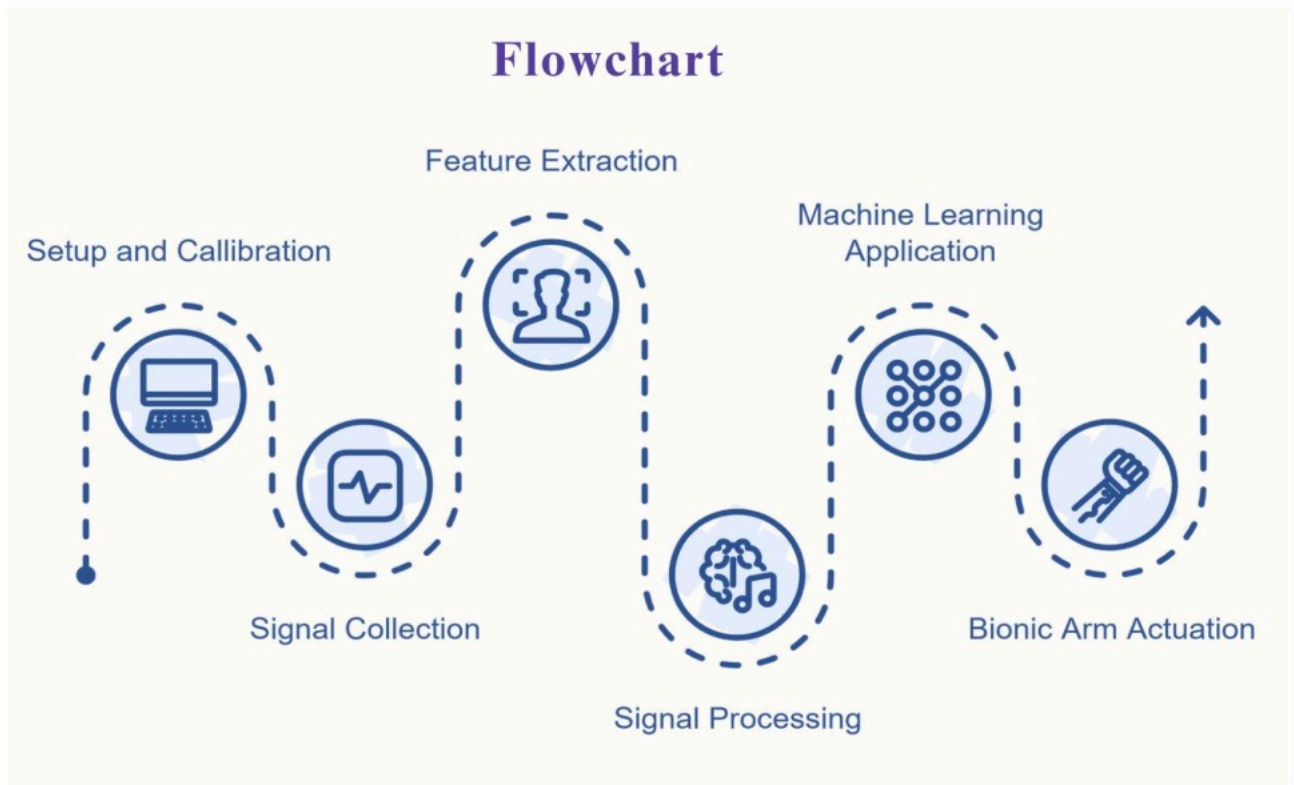 Flowchart
Setup and Callibration
Signal Collection
Feature Extraction
Signal Processing
Machine Learning
Application
Bionic Arm Actuation